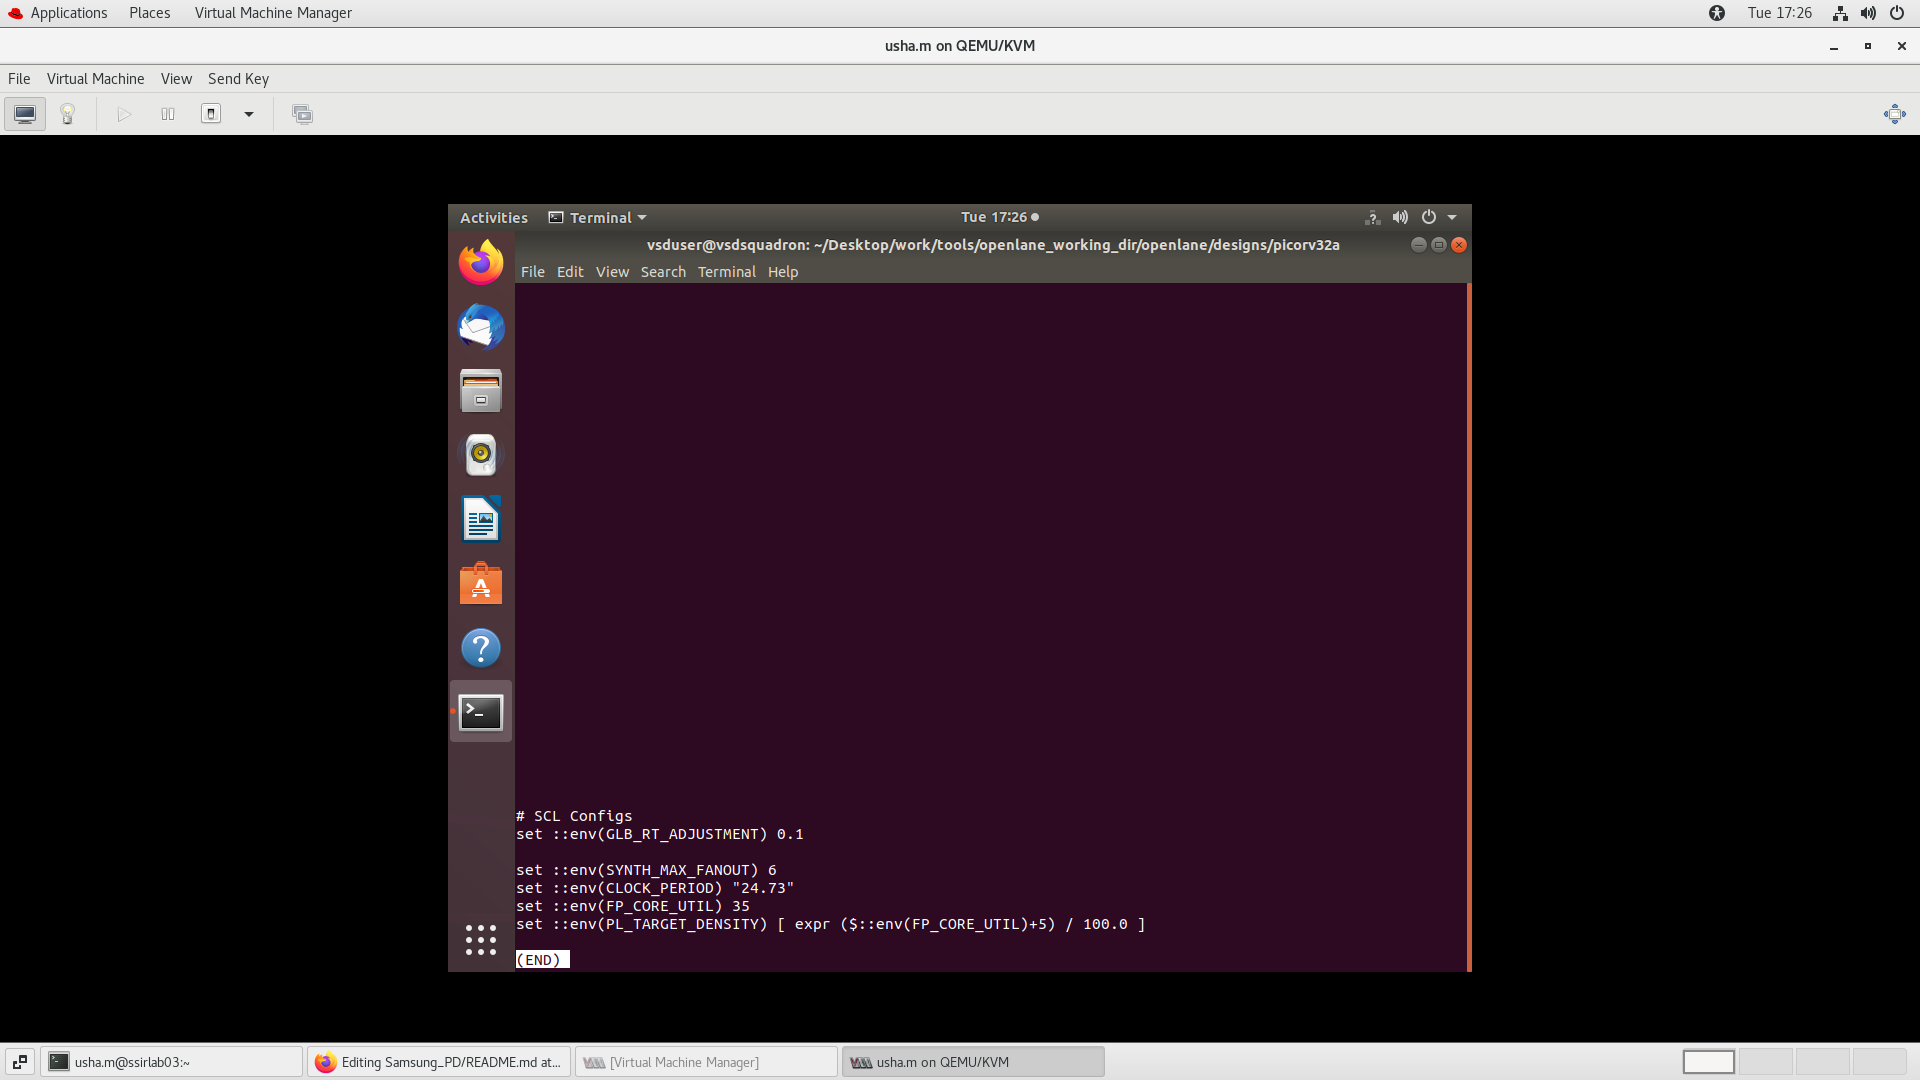 Applications Places Virtual Machine Manager Tue 17:26
usha.m on QEMU/KVM
File Virtual Machine View Send Key
Activities Terminal Tue 17:26
vsduser@vsdsquadron: ~/Desktop/work/tools/openlane_working_dir/openlane/designs/picorv32a
File Edit View Search Terminal Help
# SCL Configs
set ::env(GLB_RT_ADJUSTMENT) 0.1
set ::env(SYNTH_MAX_FANOUT) 6
set ::env(CLOCK_PERIOD) "24.73"
set ::env(FP_CORE_UTIL) 35
set ::env(PL_TARGET_DENSITY) [ expr ($::env(FP_CORE_UTIL)+5) / 100.0 ]
(END)
usha.m@ssirlab03:~ Editing Samsung_PD/README.md at... [Virtual Machine Manager] usha.m on QEMU/KVM